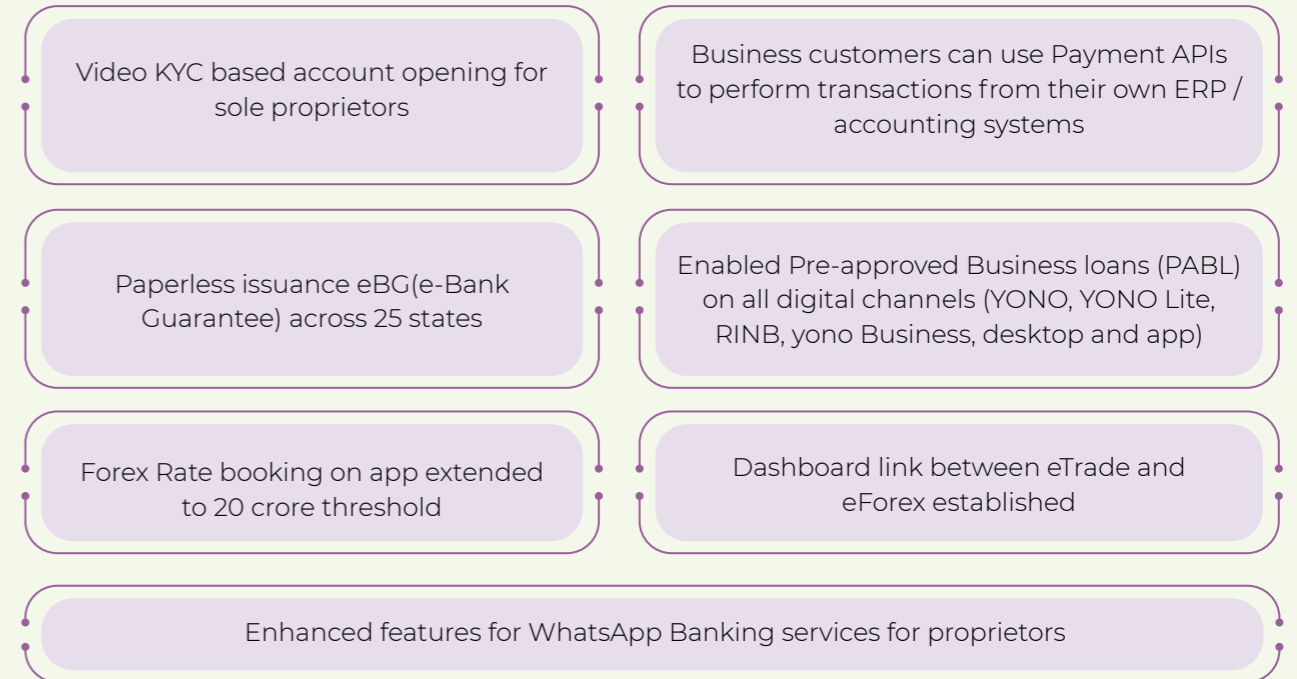 Video KYC based account opening for
sole proprietors
Business customers can use Payment APIs
to perform transactions from their own ERP /
accounting systems
Paperless issuance eBG(e-Bank
Guarantee) across 25 states
Enabled Pre-approved Business loans (PABL)
on all digital channels (YONO, YONO Lite,
RINB, yono Business, desktop and app)
Forex Rate booking on app extended
to 20 crore threshold
Dashboard link between eTrade and
eForex established
Enhanced features for WhatsApp Banking services for proprietors